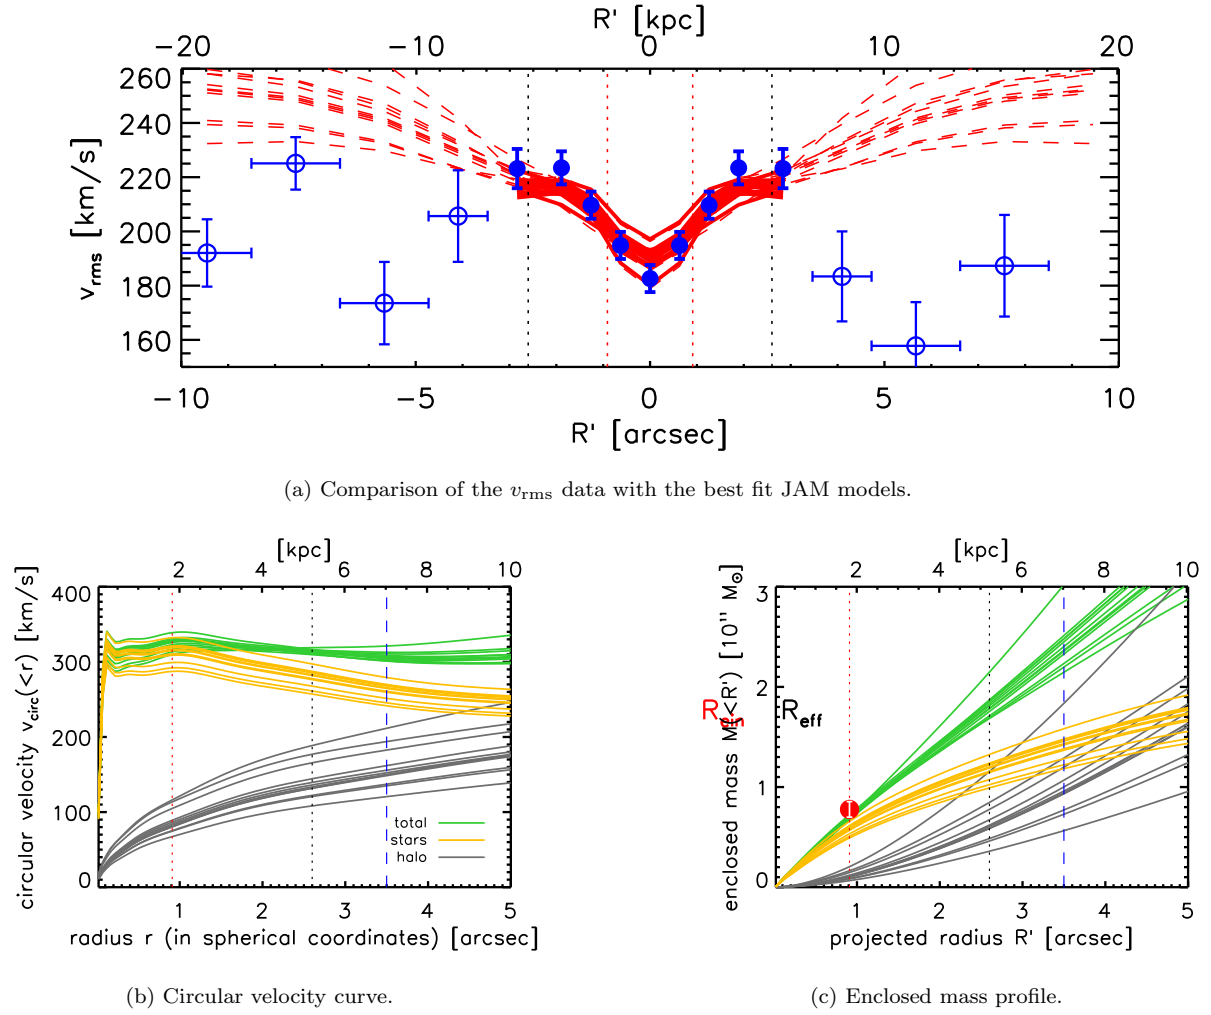 R' [kpc]
−20 −10 0 10 20
260
240
220
200
180
160
v_rms [km/s]
−10 −5 0 5 10
R' [arcsec]
(a) Comparison of the v_rms data with the best fit JAM models.
[kpc]
2 4 6 8 10
400
300
200
100
0
circular velocity v_circ(<r) [km/s]
total
stars
halo
1 2 3 4 5
radius r (in spherical coordinates) [arcsec]
(b) Circular velocity curve.
[kpc]
2 4 6 8 10
3
2
1
0
enclosed mass M(<R') [10¹¹ M⊙]
R_Ein
R_eff
1 2 3 4 5
projected radius R' [arcsec]
(c) Enclosed mass profile.